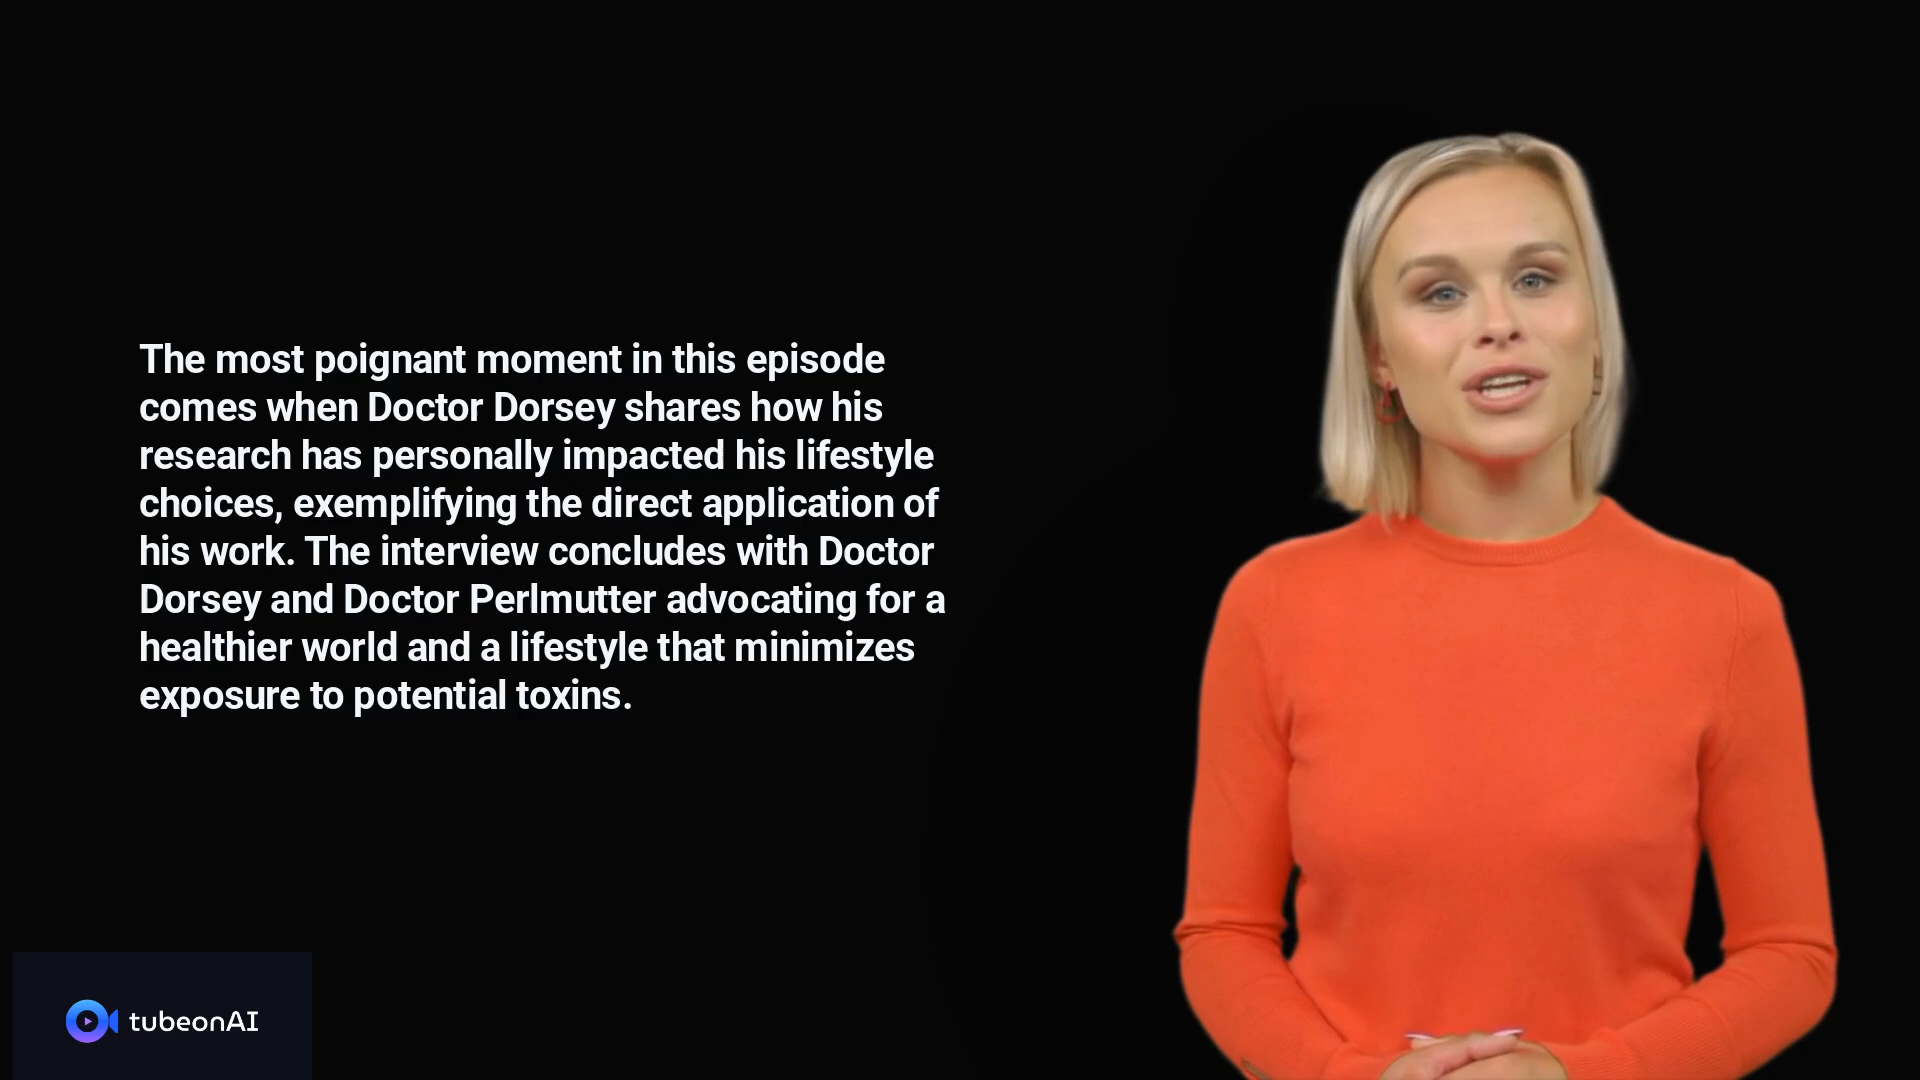 The most poignant moment in this episode
comes when Doctor Dorsey shares how his
research has personally impacted his lifestyle
choices, exemplifying the direct application of
his work. The interview concludes with Doctor
Dorsey and Doctor Perlmutter advocating for a
healthier world and a lifestyle that minimizes
exposure to potential toxins.
tubeonAI